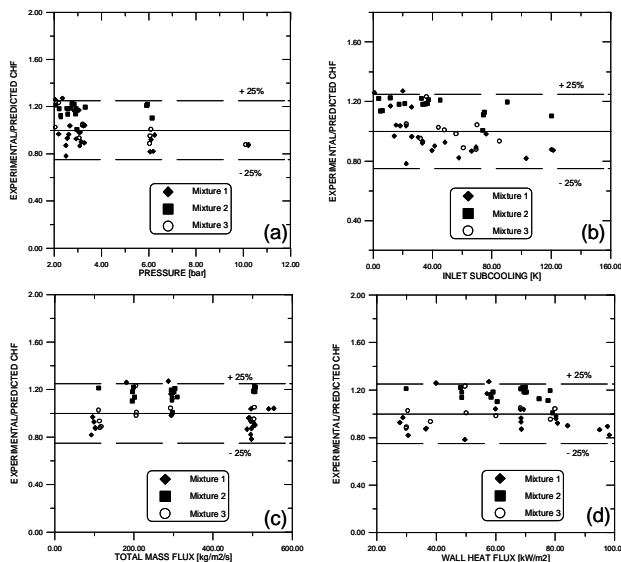 2.00
1.60
1.20
0.80
0.40
0.00
EXPERIMENTAL/PREDICTED CHF
(a)
+ 25%
- 25%
Mixture 1
Mixture 2
Mixture 3
2.00 4.00 6.00 8.00 10.00 12.00
PRESSURE [bar]
1.60
1.20
0.80
0.40
EXPERIMENTAL/PREDICTED CHF
+ 25%
- 25%
Mixture 1
Mixture 2
Mixture 3
(b)
0.00 40.00 80.00 120.00 160.00
INLET SUBCOOLING [K]
2.00
1.60
1.20
0.80
0.40
0.00
EXPERIMENTAL/PREDICTED CHF
+ 25%
- 25%
Mixture 1
Mixture 2
Mixture 3
(c)
0.00 200.00 400.00 600.00
TOTAL MASS FLUX [kg/m2/s]
2.00
1.60
1.20
0.80
0.40
0.00
EXPERIMENTAL/PREDICTED CHF
+ 25%
- 25%
Mixture 1
Mixture 2
Mixture 3
(d)
20.00 40.00 60.00 80.00 100.00
WALL HEAT FLUX [kW/m2]